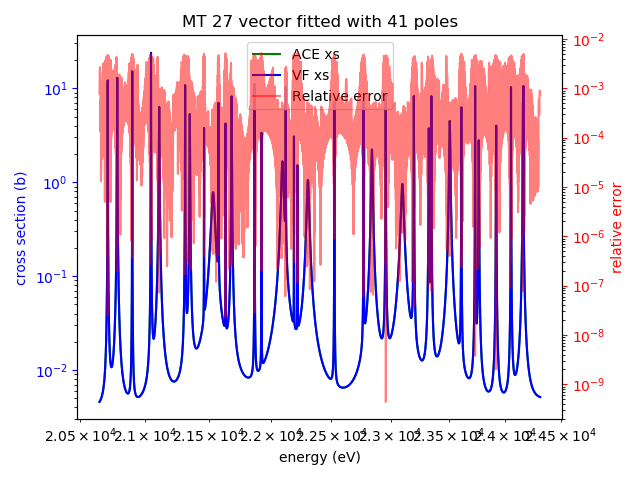 MT 27 vector fitted with 41 poles
ACE xs
VF xs
Relative error
cross section (b)
10¹
10⁰
10⁻¹
10⁻²
relative error
10⁻²
10⁻³
10⁻⁴
10⁻⁵
10⁻⁶
10⁻⁷
10⁻⁸
10⁻⁹
2.05×10⁴ 2.1×10⁴ 2.15×10⁴ 2.2×10⁴ 2.25×10⁴ 2.3×10⁴ 2.35×10⁴ 2.4×10⁴ 2.45×10⁴
energy (eV)